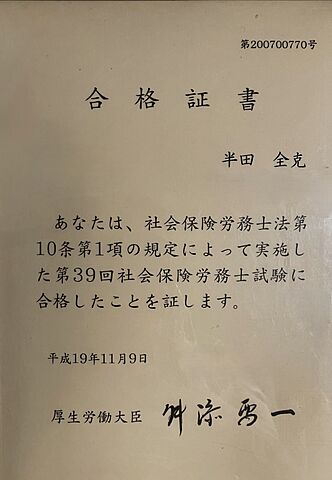 第200700770号
合格証書
半田 全克
あなたは、社会保険労務士法第
10条第1項の規定によって実施し
た第39回社会保険労務士試験に
合格したことを証します。
平成19年11月9日
厚生労働大臣 舛添要一